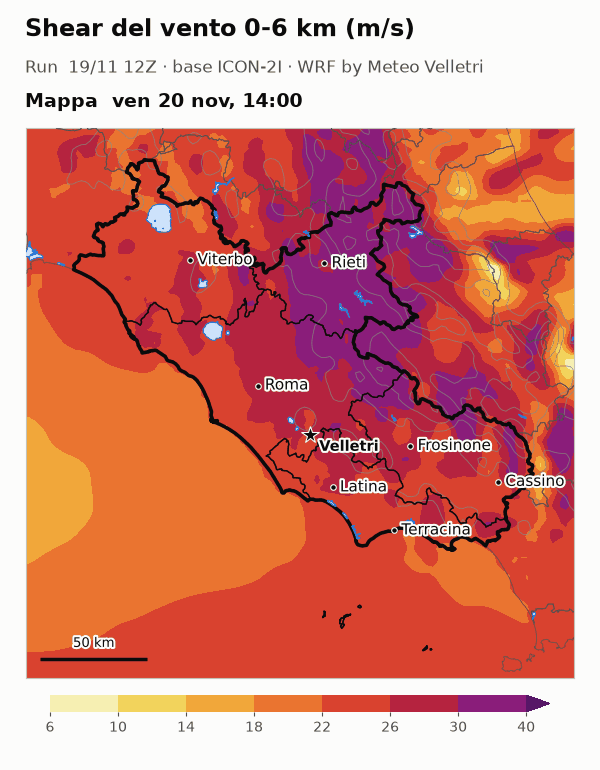 Shear del vento 0-6 km (m/s)
Run  19/11 12Z · base ICON-2I · WRF by Meteo Velletri
Mappa  ven 20 nov, 14:00
Viterbo
Rieti
Roma
Velletri
Frosinone
Cassino
Latina
Terracina
50 km
6 10 14 18 22 26 30 40